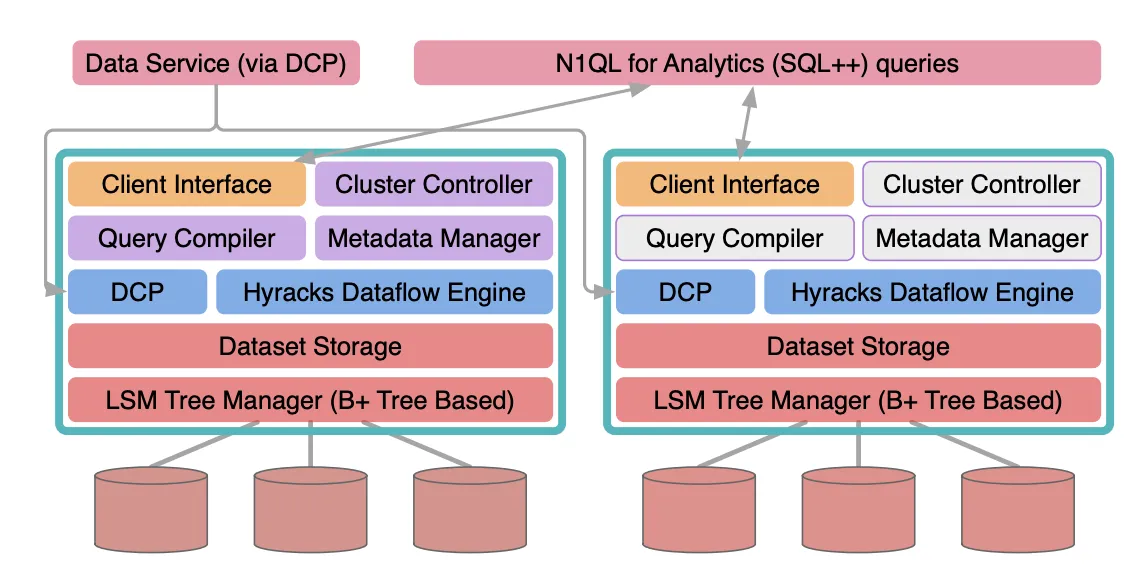 Data Service (via DCP)
N1QL for Analytics (SQL++) queries
Client Interface
Cluster Controller
Query Compiler
Metadata Manager
DCP
Hyracks Dataflow Engine
Dataset Storage
LSM Tree Manager (B+ Tree Based)
Client Interface
Cluster Controller
Query Compiler
Metadata Manager
DCP
Hyracks Dataflow Engine
Dataset Storage
LSM Tree Manager (B+ Tree Based)